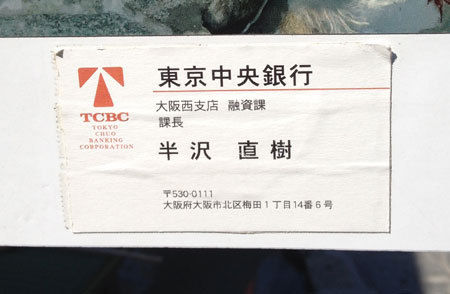 TCBC
TOKYO
CHUO
BANKING
CORPORATION
東京中央銀行
大阪西支店 融資課
課長
半沢 直樹
〒530-0111
大阪府大阪市北区梅田1丁目14番6号